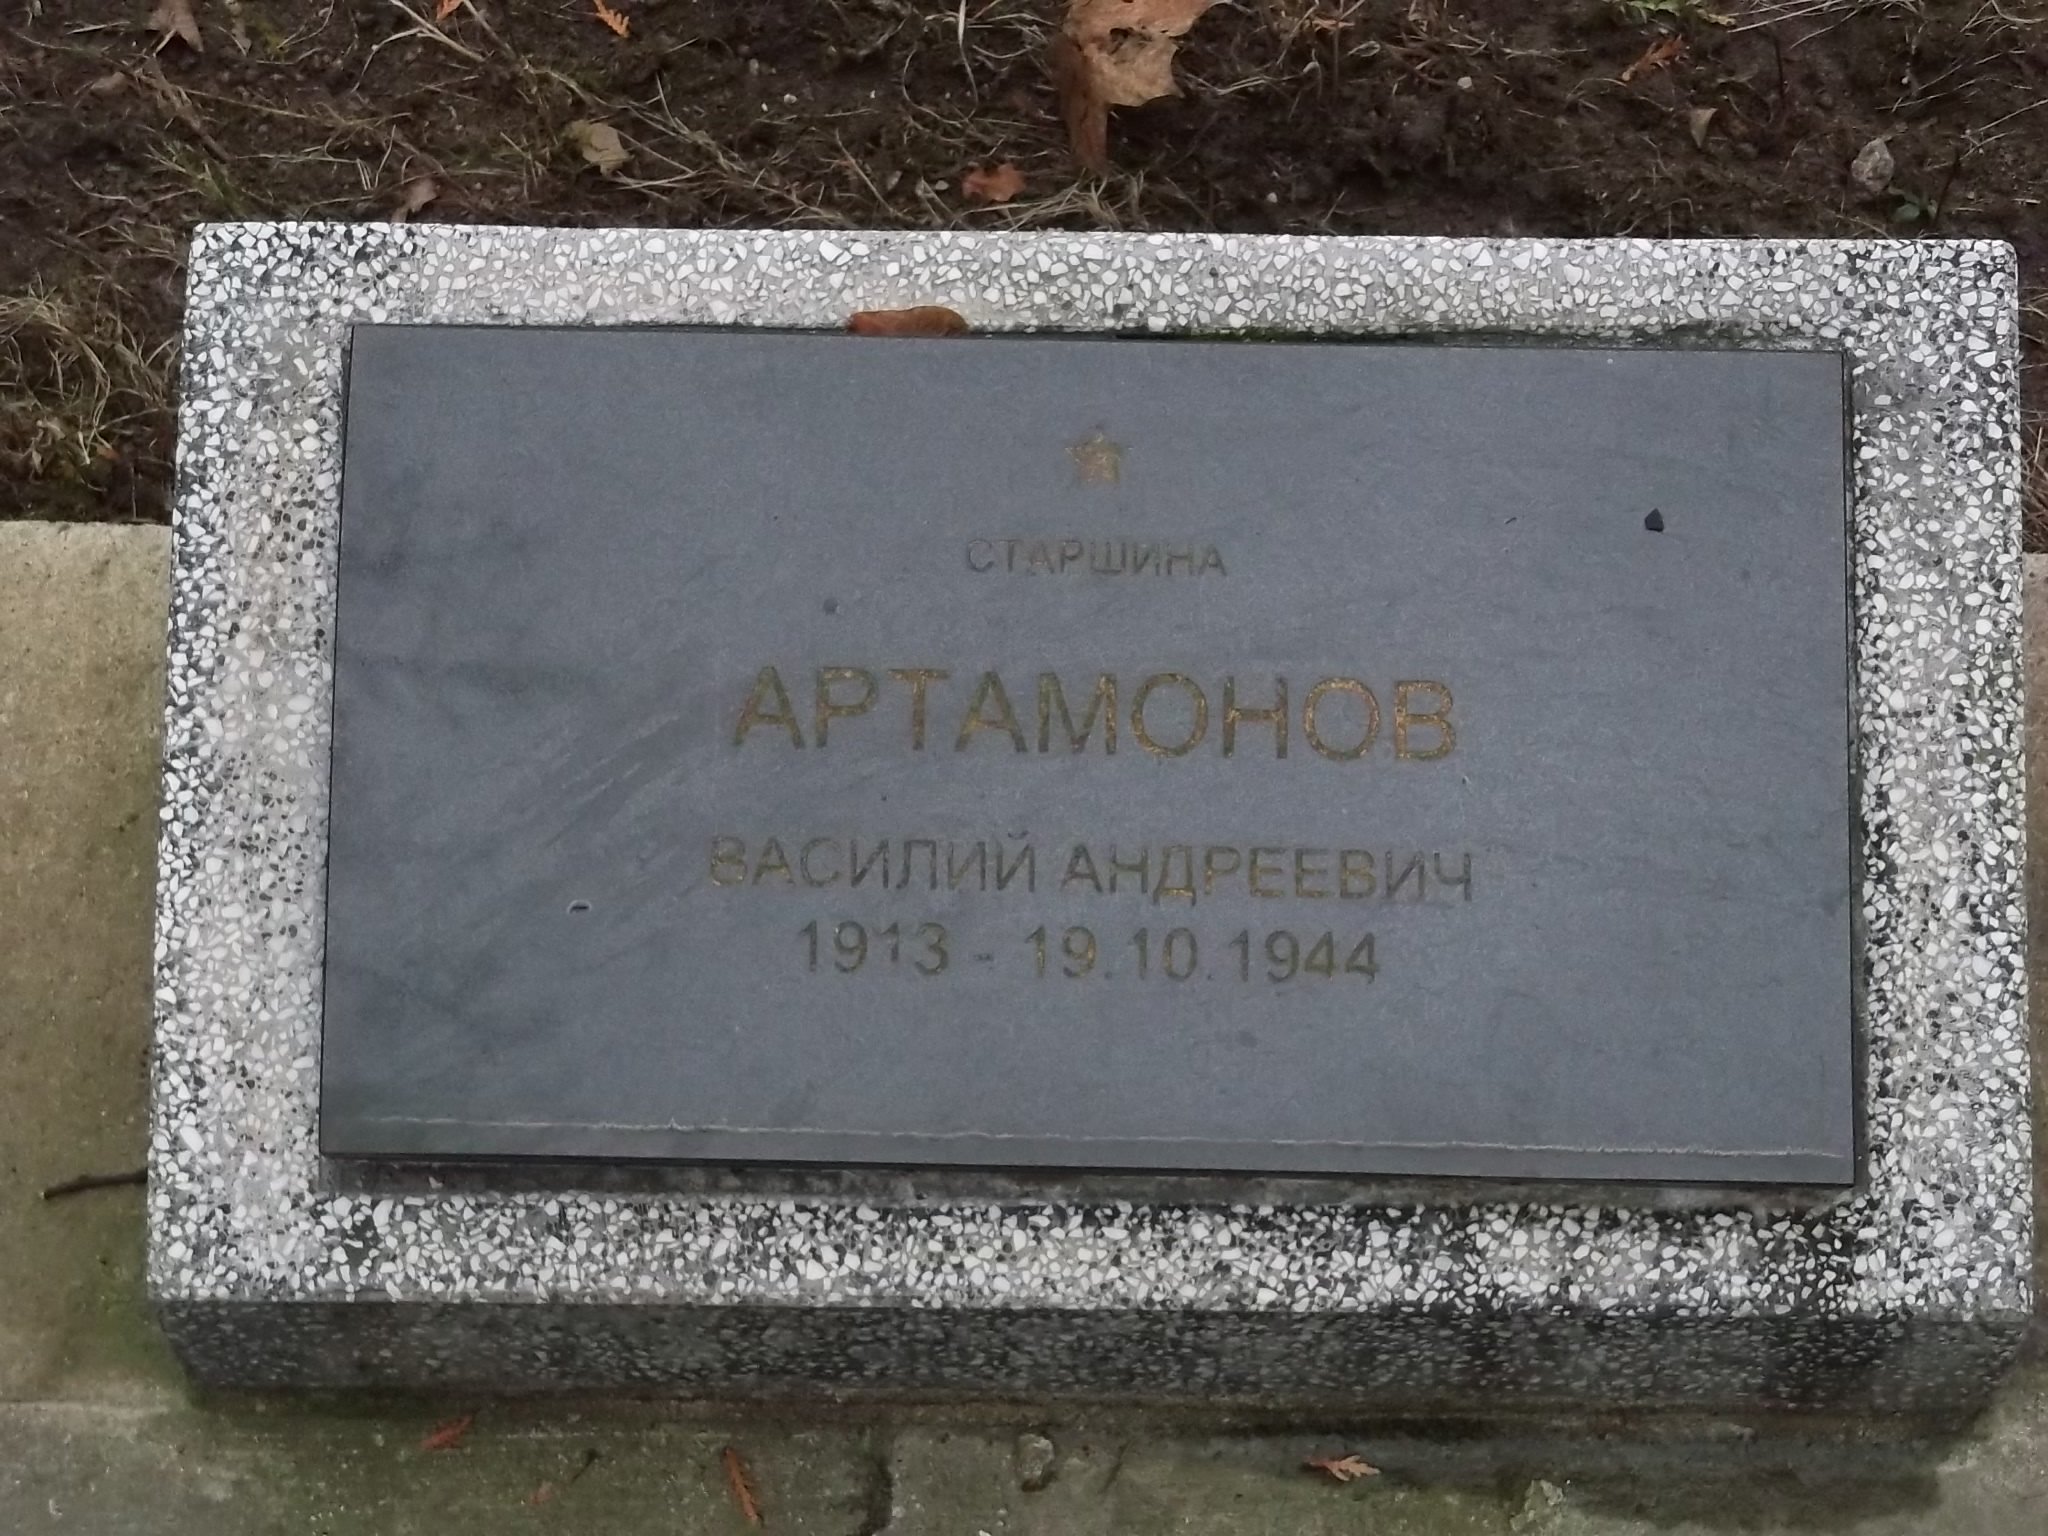 СТАРШИНА
АРТАМОНОВ
ВАСИЛИЙ АНДРЕЕВИЧ
1913 - 19.10.1944